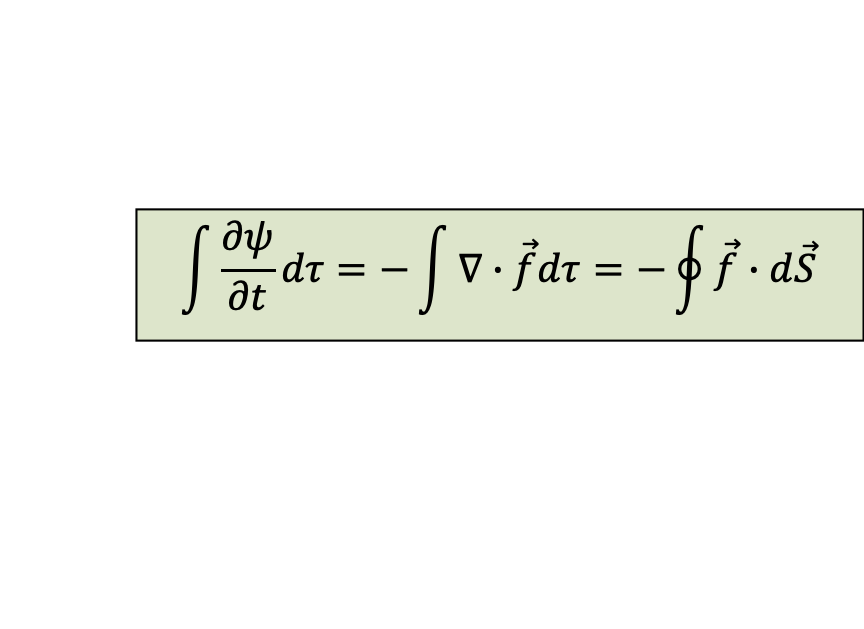 ∫ ∂ψ/∂t dτ = − ∫ ∇ · f⃗ dτ = − ∮ f⃗ · dS⃗